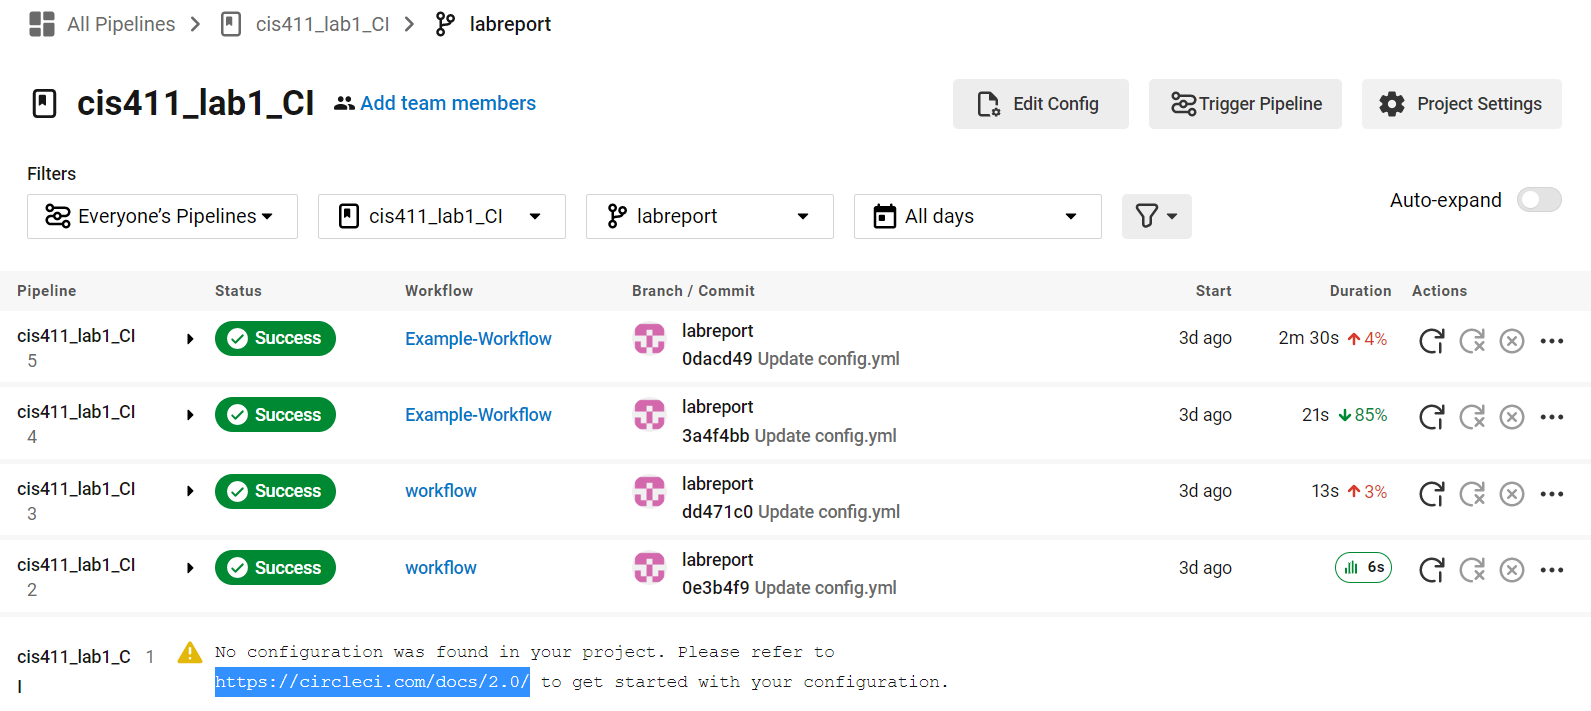 All Pipelines > cis411_lab1_CI > labreport
cis411_lab1_CI Add team members
Edit Config Trigger Pipeline Project Settings
Filters
Everyone’s Pipelines cis411_lab1_CI labreport All days
Auto-expand
Pipeline Status Workflow Branch / Commit Start Duration Actions
cis411_lab1_CI Success Example-Workflow labreport 3d ago 2m 30s 4%
5 0dacd49 Update config.yml
cis411_lab1_CI Success Example-Workflow labreport 3d ago 21s 85%
4 3a4f4bb Update config.yml
cis411_lab1_CI Success workflow labreport 3d ago 13s 3%
3 dd471c0 Update config.yml
cis411_lab1_CI Success workflow labreport 3d ago 6s
2 0e3b4f9 Update config.yml
cis411_lab1_C 1 No configuration was found in your project. Please refer to
I https://circleci.com/docs/2.0/ to get started with your configuration.